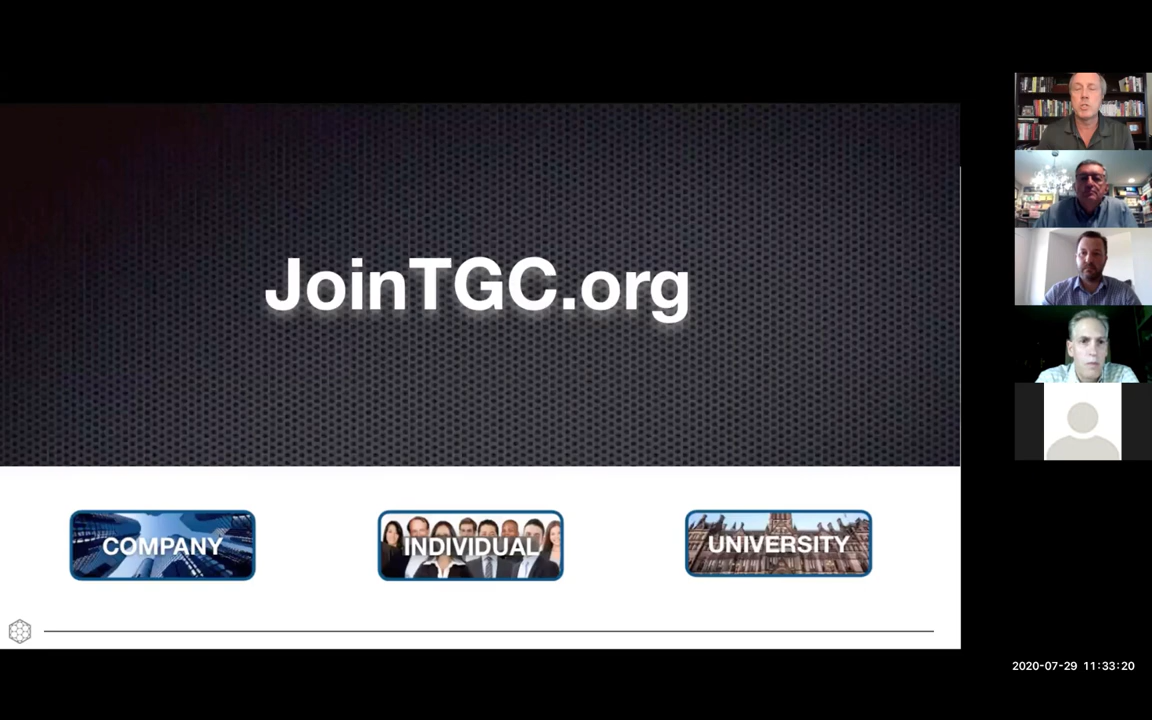 JoinTGC.org
COMPANY
INDIVIDUAL
UNIVERSITY
2020-07-29 11:33:20